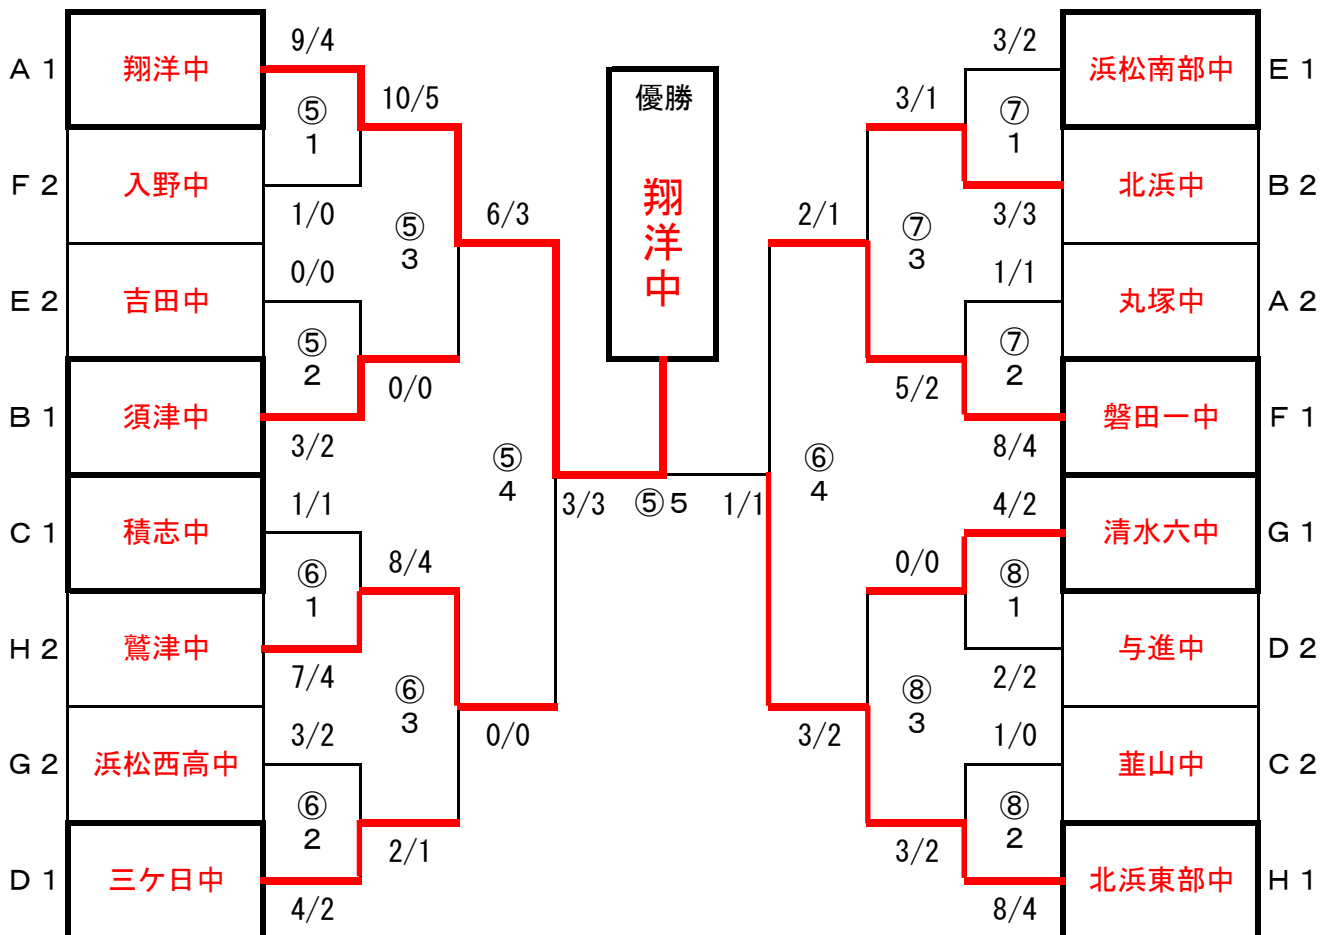 9/4
3/2
A 1
翔洋中
浜松南部中
E 1
優勝
10/5
3/1
⑤
1
⑦
1
F 2
入野中
北浜中
B 2
翔洋中
1/0
6/3
2/1
3/3
⑤
3
⑦
3
0/0
1/1
E 2
吉田中
丸塚中
A 2
⑤
2
⑦
2
0/0
5/2
B 1
須津中
磐田一中
F 1
3/2
8/4
⑤
4
⑥
4
1/1
3/3
⑤ 5
1/1
4/2
C 1
積志中
清水六中
G 1
8/4
0/0
⑥
1
⑧
1
H 2
鷲津中
与進中
D 2
7/4
2/2
⑥
3
⑧
3
3/2
0/0
3/2
1/0
G 2
浜松西高中
韮山中
C 2
⑥
2
⑧
2
2/1
3/2
D 1
三ケ日中
北浜東部中
H 1
4/2
8/4